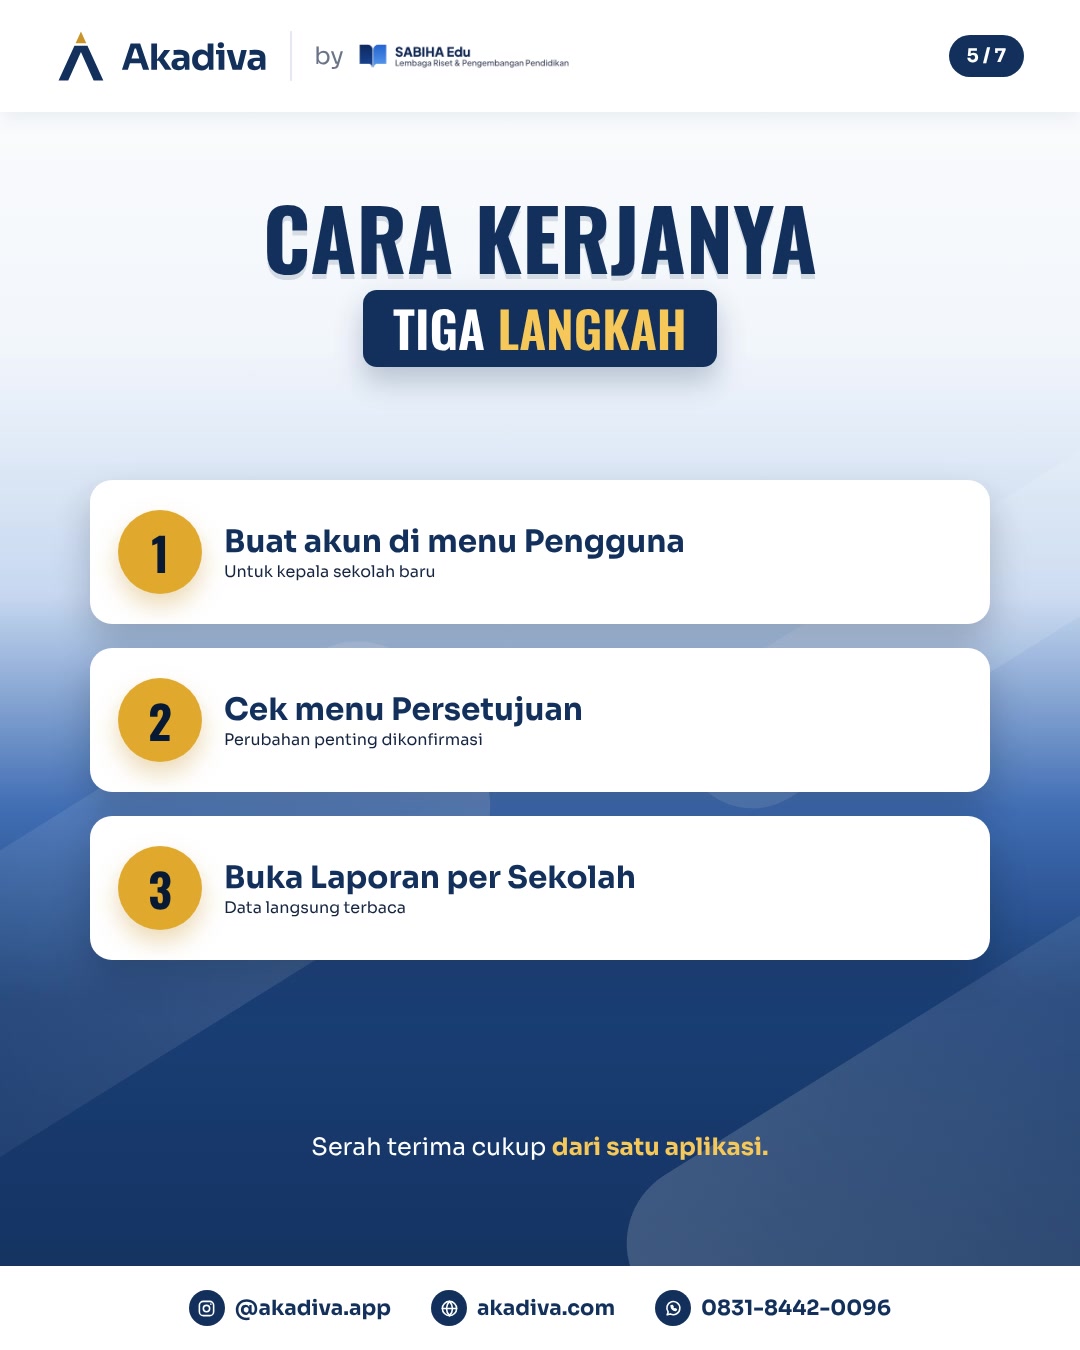 Akadiva
by
SABIHA Edu
Lembaga Riset & Pengembangan Pendidikan
5 / 7
CARA KERJANYA
TIGA LANGKAH
1
Buat akun di menu Pengguna
Untuk kepala sekolah baru
2
Cek menu Persetujuan
Perubahan penting dikonfirmasi
3
Buka Laporan per Sekolah
Data langsung terbaca
Serah terima cukup dari satu aplikasi.
@akadiva.app
akadiva.com
0831-8442-0096